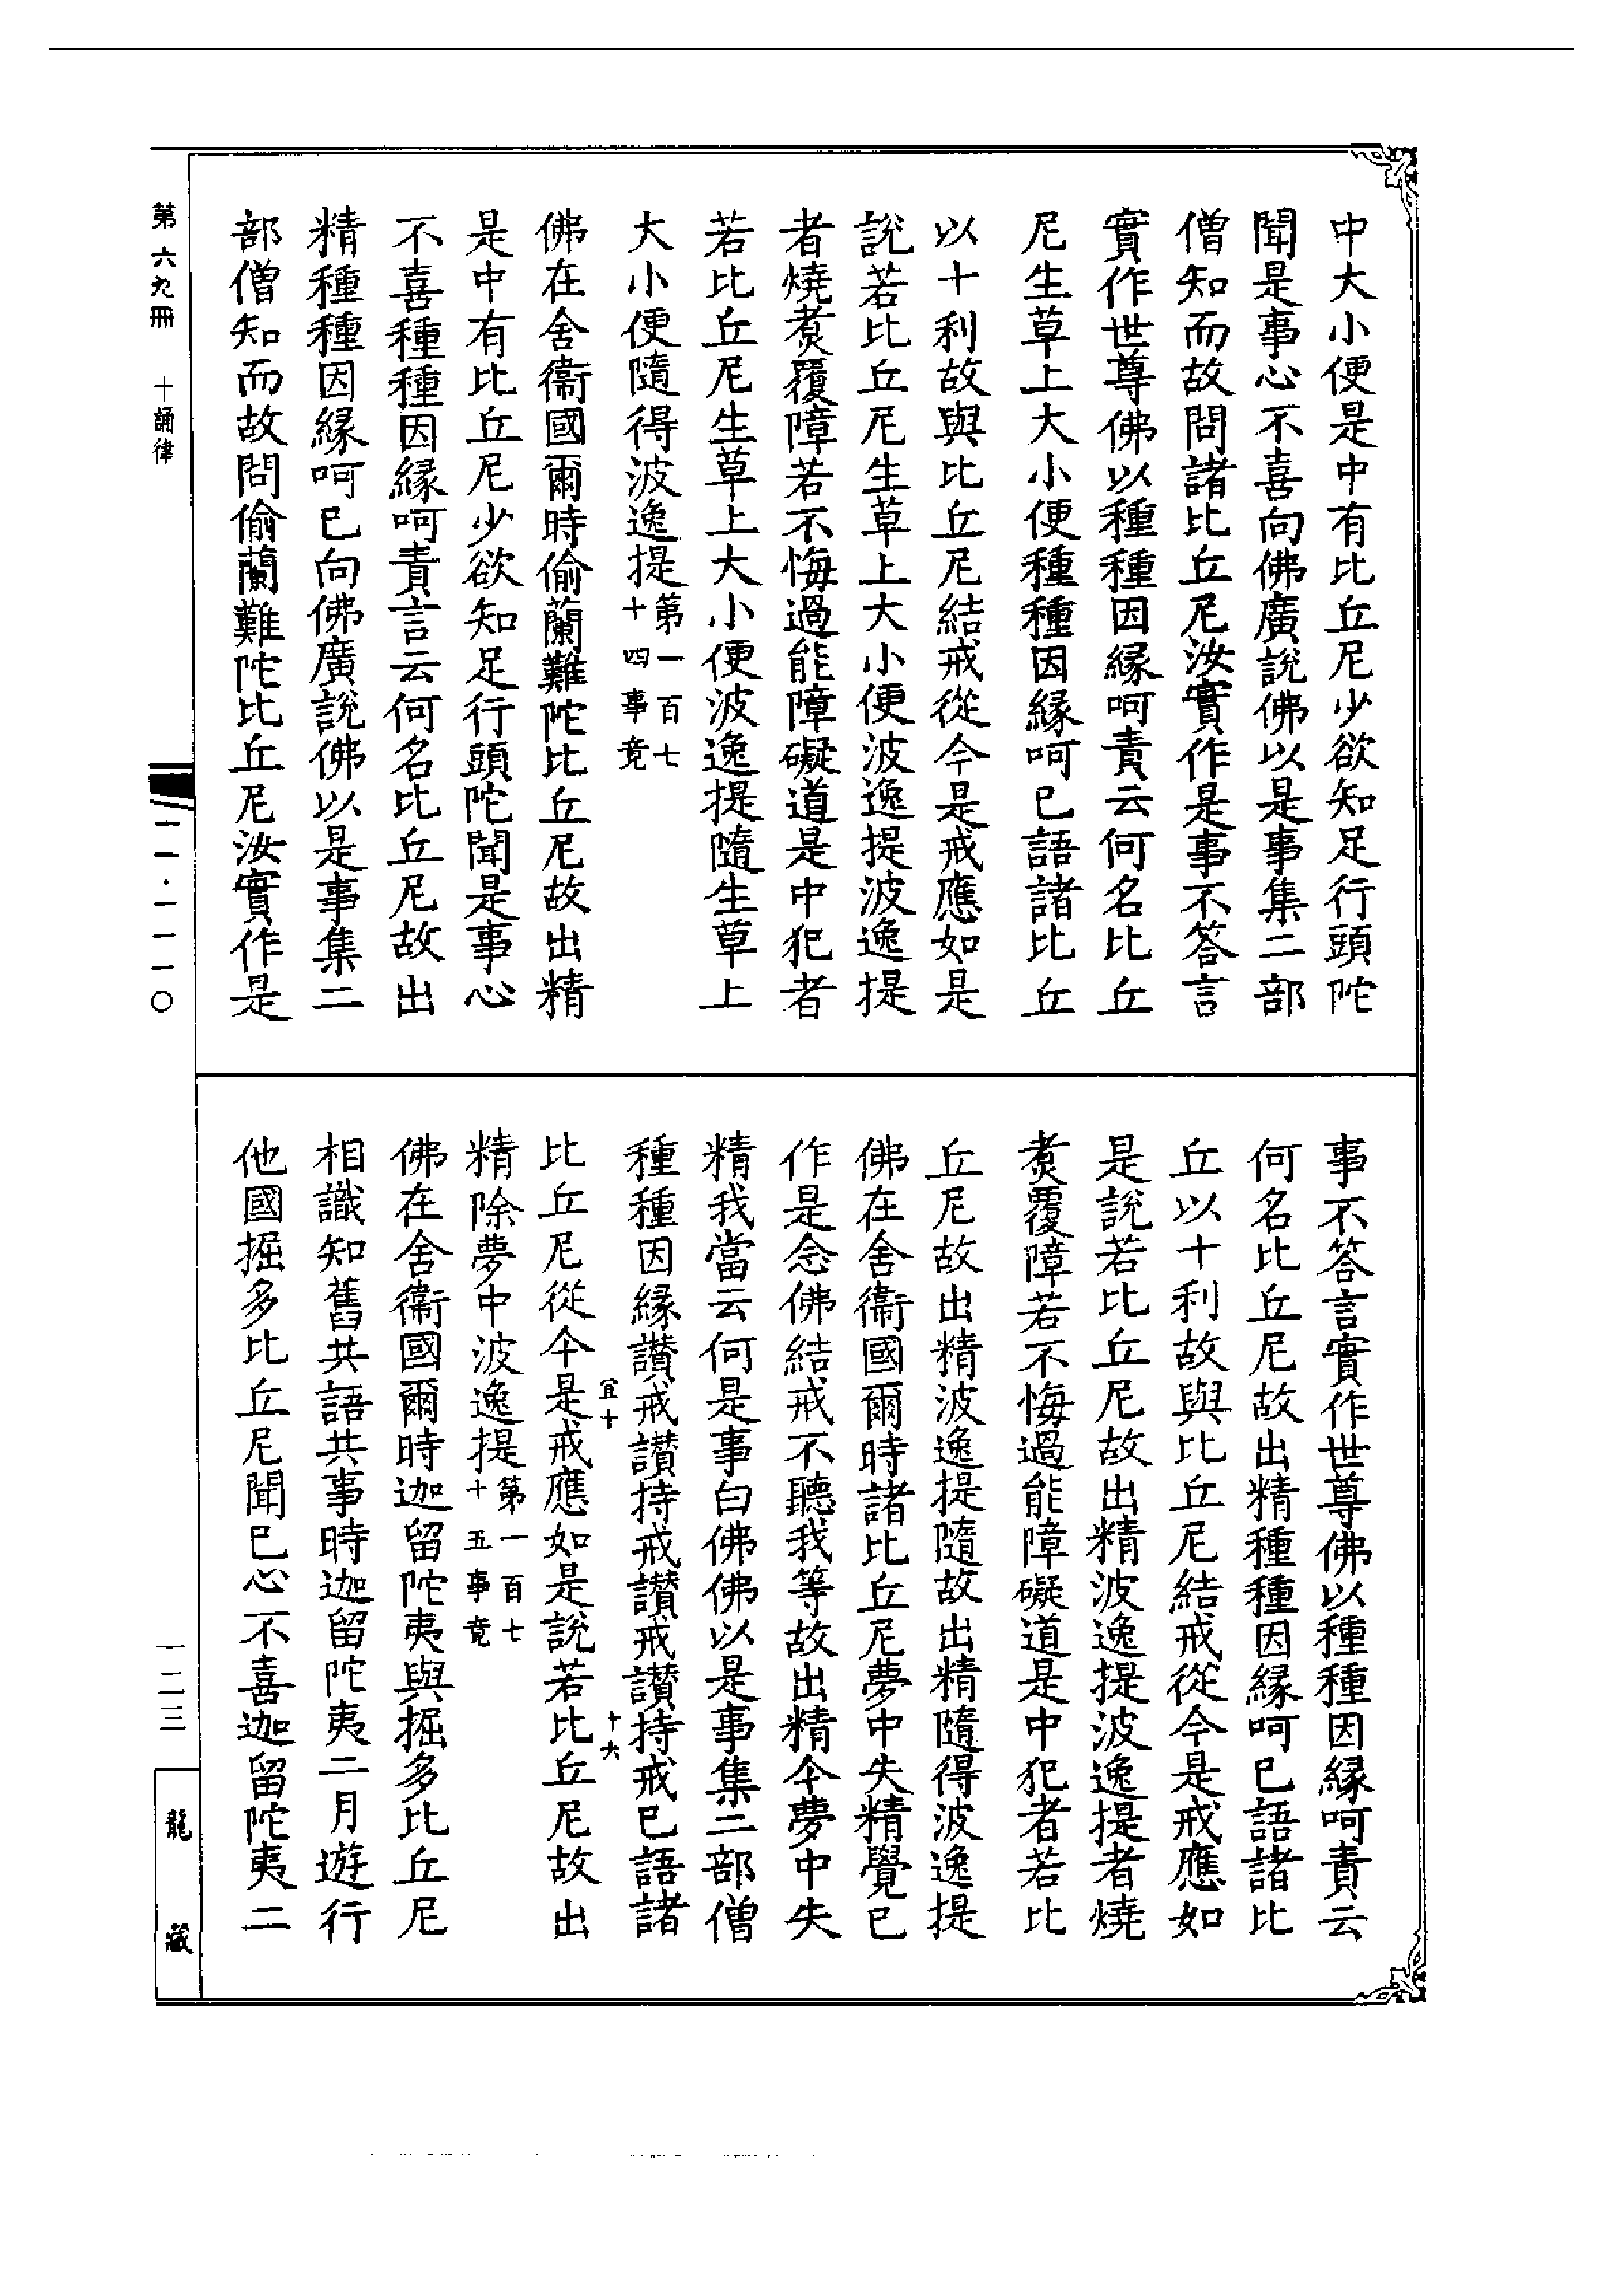 中大小便是中有比丘尼少欲知足行頭陀
聞是事心不喜向佛廣說佛以是事集二部
僧知而故問諸比丘尼汝實作是事不答言
實作世尊佛以種種因縁呵責云何名比丘
尼生草上大小便種種因縁呵已語諸比丘
以十利故與比丘尼結戒從今是戒應如是
說若比丘尼生草上大小便波逸提波逸提
者燒煑覆障若不悔過能障礙道是中犯者
若比丘尼生草上大小便波逸提隨生草上
大小便隨得波逸提第一百七十四事竟
佛在舍衞國爾時偷蘭難陀比丘尼故出精
是中有比丘尼少欲知足行頭陀聞是事心
不喜種種因縁呵責言云何名比丘尼故出
精種種因縁呵已向佛廣說佛以是事集二
部僧知而故問偷蘭難陀比丘尼汝實作是
事不答言實作世尊佛以種種因縁呵責云
何名比丘尼故出精種種因縁呵已語諸比
丘以十利故與比丘尼結戒從今是戒應如
是說若比丘尼故出精波逸提波逸提者燒
煑覆障若不悔過能障礙道是中犯者若比
丘尼故出精波逸提隨故出精隨得波逸提
佛在舍衞國爾時諸比丘尼夢中失精覺已
作是念佛結戒不聽我等故出精今夢中失
精我當云何是事白佛佛以是事集二部僧
種種因縁讃戒讃持戒讃戒讃持戒已語諸
宜十
十六
比丘尼從今是戒應如是說若比丘尼故出
精除夢中波逸提第一百七十五事竟
佛在舍衞國爾時迦留陀夷與掘多比丘尼
相識知舊共語共事時迦留陀夷二月遊行
他國掘多比丘尼聞已心不喜迦留陀夷二
第六九冊 十誦律
一一·一一一〇
一二三
龍藏